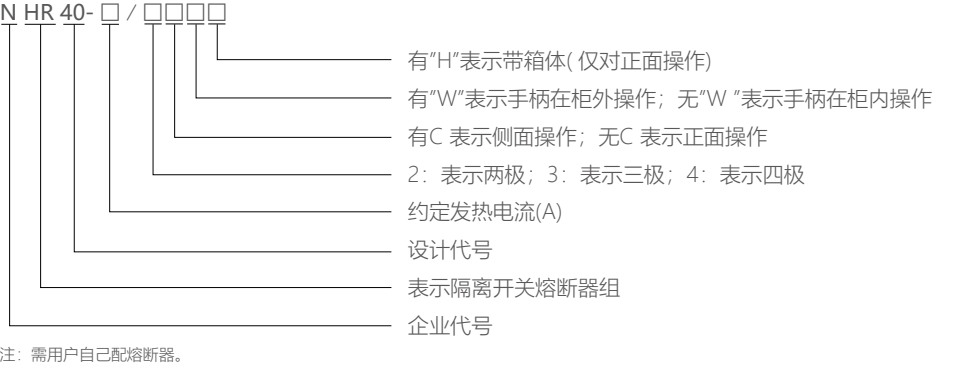 N HR 40- □ / □□□□
有"H"表示带箱体( 仅对正面操作)
有"W"表示手柄在柜外操作；无"W "表示手柄在柜内操作
有C 表示侧面操作；无C 表示正面操作
2：表示两极；3：表示三极；4：表示四极
约定发热电流(A)
设计代号
表示隔离开关熔断器组
企业代号
注：需用户自己配熔断器。